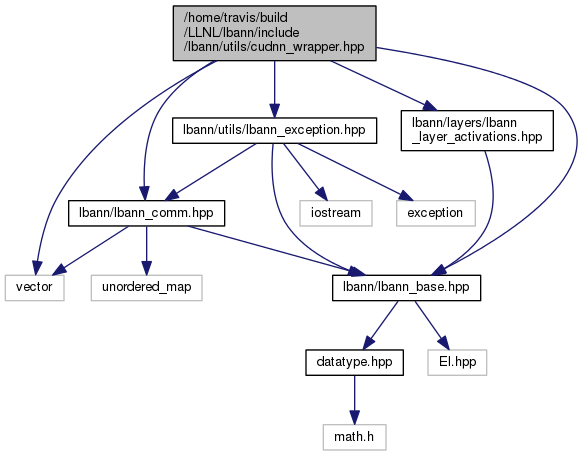 /home/travis/build
/LLNL/lbann/include
/lbann/utils/cudnn_wrapper.hpp
lbann/utils/lbann_exception.hpp
lbann/layers/lbann
_layer_activations.hpp
lbann/lbann_comm.hpp
iostream
exception
vector
unordered_map
lbann/lbann_base.hpp
datatype.hpp
El.hpp
math.h